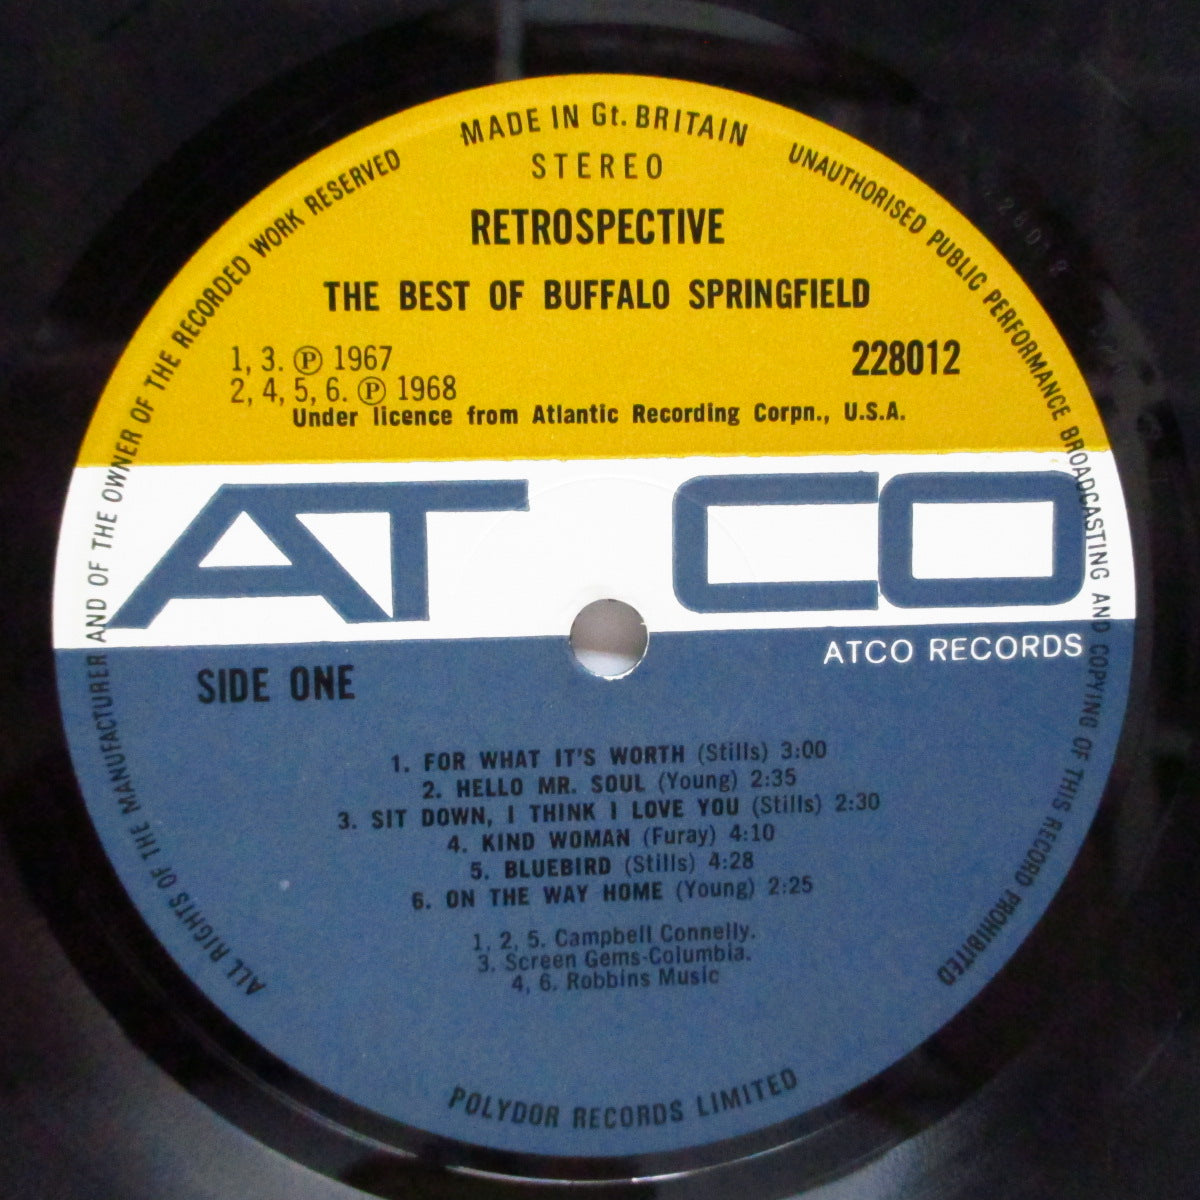 MADE IN Gt. BRITAIN
STEREO
RETROSPECTIVE
THE BEST OF BUFFALO SPRINGFIELD
1, 3. Ⓟ 1967
2, 4, 5, 6. Ⓟ 1968
228012
Under licence from Atlantic Recording Corpn., U.S.A.
ATCO
ATCO RECORDS
SIDE ONE
1. FOR WHAT IT'S WORTH (Stills) 3:00
2. HELLO MR. SOUL (Young) 2:35
3. SIT DOWN, I THINK I LOVE YOU (Stills) 2:30
4. KIND WOMAN (Furay) 4:10
5. BLUEBIRD (Stills) 4:28
6. ON THE WAY HOME (Young) 2:25
1, 2, 5. Campbell Connelly.
3. Screen Gems-Columbia.
4, 6. Robbins Music
POLYDOR RECORDS LIMITED
ALL RIGHTS OF THE MANUFACTURER AND OF THE OWNER OF THE RECORDED WORK RESERVED
UNAUTHORISED PUBLIC PERFORMANCE BROADCASTING AND COPYING OF THIS RECORD PROHIBITED